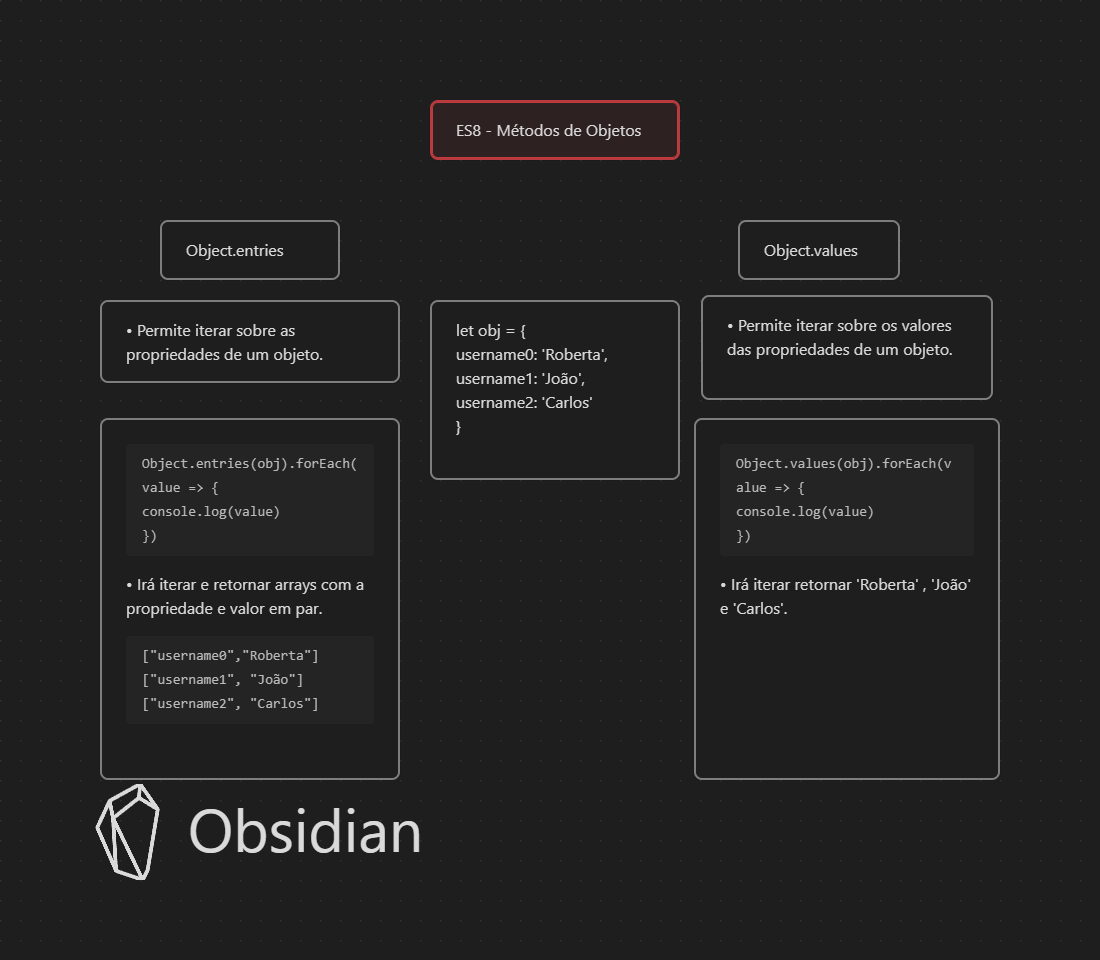 ES8 - Métodos de Objetos
Object.entries
• Permite iterar sobre as
propriedades de um objeto.
Object.entries(obj).forEach(
value => {
console.log(value)
})
• Irá iterar e retornar arrays com a
propriedade e valor em par.
["username0","Roberta"]
["username1", "João"]
["username2", "Carlos"]
let obj = {
username0: 'Roberta',
username1: 'João',
username2: 'Carlos'
}
Object.values
• Permite iterar sobre os valores
das propriedades de um objeto.
Object.values(obj).forEach(v
alue => {
console.log(value)
})
• Irá iterar retornar 'Roberta' , 'João'
e 'Carlos'.
Obsidian